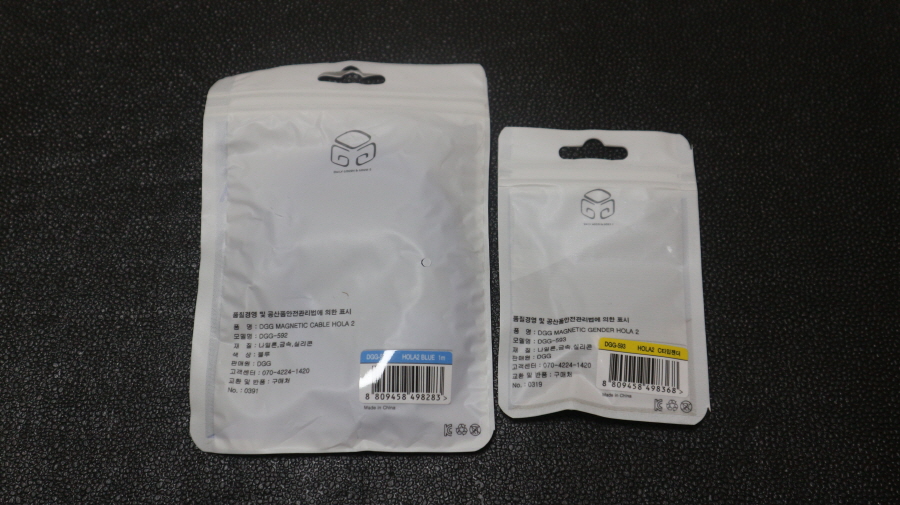 품질경영 및 공산품안전관리법에 의한 표시
품 명 : DGG MAGNETIC CABLE HOLA 2
모델명 : DGG-592
재 질 : 나일론,금속,실리콘
색 상 : 블루
판매원 : DGG
고객센터 : 070-4224-1420
교환 및 반품 : 구매처
No. : 0391
DGG HOLA2 BLUE 1m
8 809458 498283 >
Made in China
품질경영 및 공산품안전관리법에 의한 표시
품 명 : DGG MAGNETIC GENDER HOLA 2
모델명 : DGG-593
재 질 : 나일론,금속,실리콘
판매원 : DGG
고객센터 : 070-4224-1420
교환 및 반품 : 구매처
No. : 0319
DGG-593 HOLA2 C타입젠더
8 809458 498368 >
Made in China